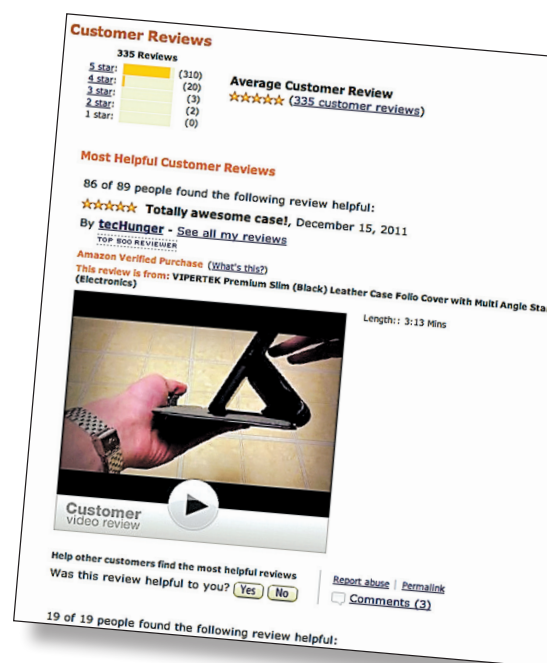 Customer Reviews
335 Reviews
5 star: (310)
4 star: (20)
3 star: (3)
2 star: (2)
1 star: (0)
Average Customer Review
(335 customer reviews)
Most Helpful Customer Reviews
86 of 89 people found the following review helpful:
Totally awesome case!, December 15, 2011
By tecHunger - See all my reviews
TOP 500 REVIEWER
Amazon Verified Purchase (What's this?)
This review is from: VIPERTEK Premium Slim (Black) Leather Case Folio Cover with Multi Angle Sta
(Electronics)
Length:: 3:13 Mins
Customer
video review
Help other customers find the most helpful reviews
Was this review helpful to you? Yes No
Report abuse | Permalink
Comments (3)
19 of 19 people found the following review helpful: